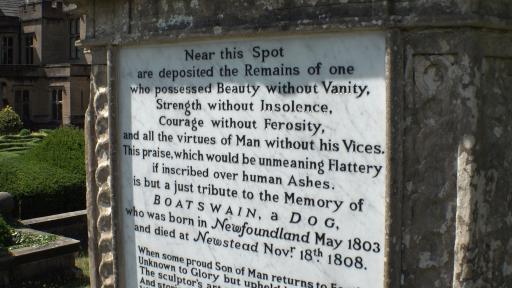 Near this Spot
are deposited the Remains of one
who possessed Beauty without Vanity,
Strength without Insolence,
Courage without Ferosity,
and all the virtues of Man without his Vices.
This praise, which would be unmeaning Flattery
if inscribed over human Ashes.
is but a just tribute to the Memory of
BOATSWAIN, a DOG,
who was born in Newfoundland May 1803
and died at Newstead Novr. 18th 1808.
When some proud Son of Man returns to
Unknown to Glory but upheld
The sculptor's art
And